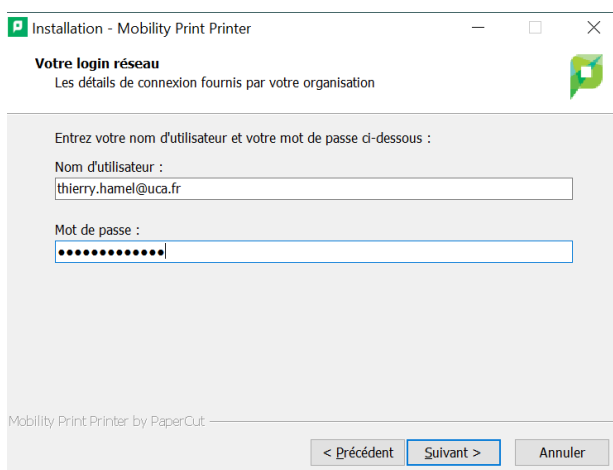 Installation - Mobility Print Printer
Votre login réseau
Les détails de connexion fournis par votre organisation
Entrez votre nom d'utilisateur et votre mot de passe ci-dessous :
Nom d'utilisateur :
thierry.hamel@uca.fr
Mot de passe :
●●●●●●●●●●●●●
Mobility Print Printer by PaperCut
< Précédent Suivant > Annuler